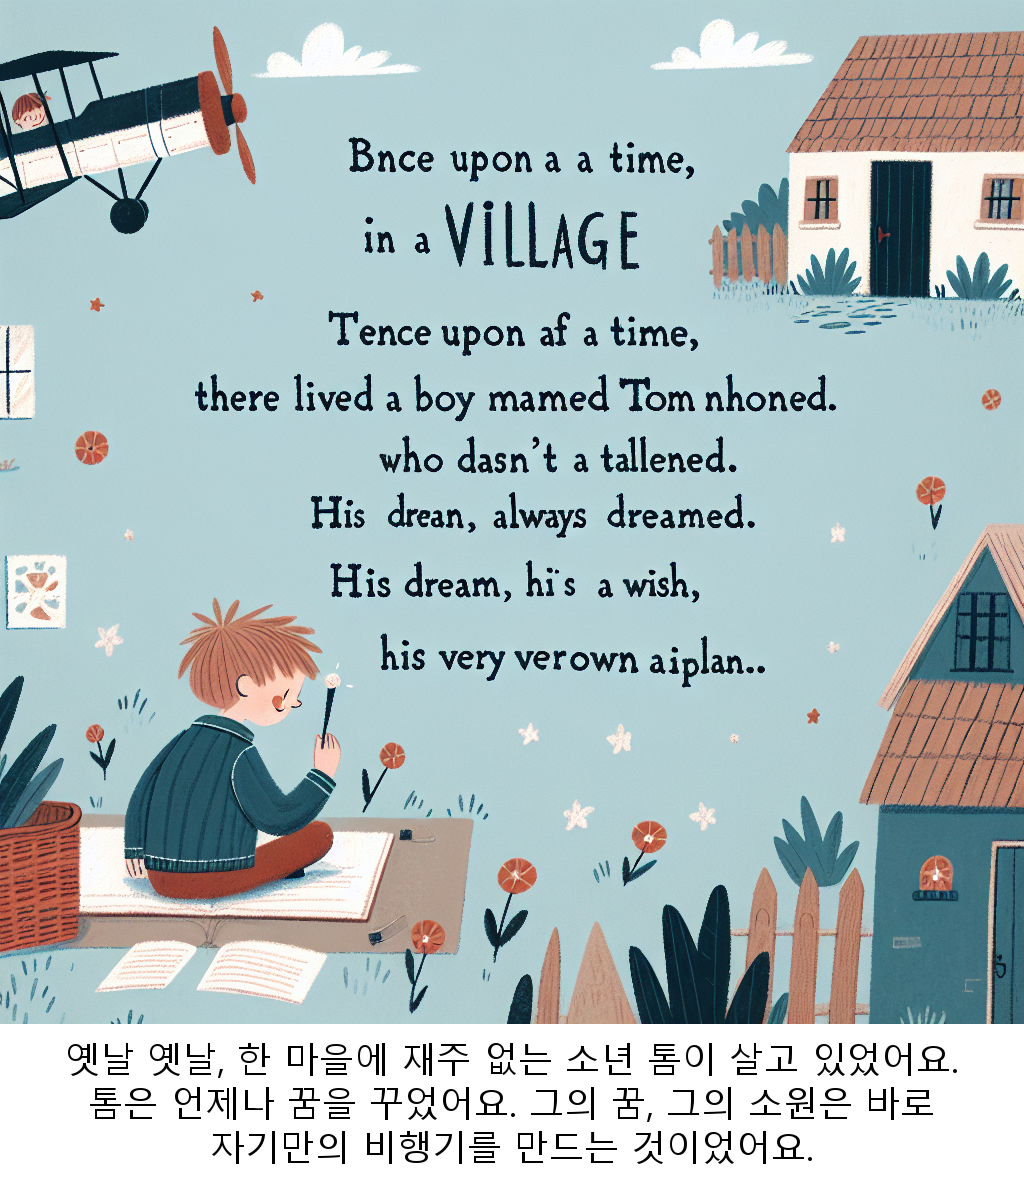 Bnce upon a a time,
in a VILLAGE
Tence upon af a time,
there lived a boy mamed Tom nhoned.
who dasn't a tallened.
His drean, always dreamed.
His dream, hi's a wish,
his very verown aiplan..
옛날 옛날, 한 마을에 재주 없는 소년 톰이 살고 있었어요.
톰은 언제나 꿈을 꾸었어요. 그의 꿈, 그의 소원은 바로
자기만의 비행기를 만드는 것이었어요.